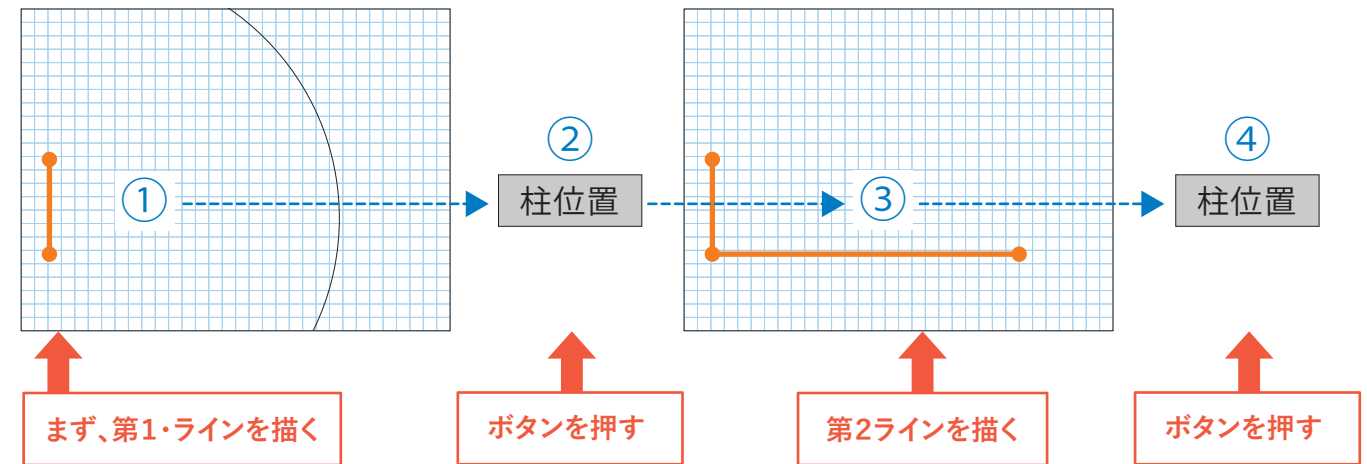 ①
②
柱位置
③
④
柱位置
まず、第1・ラインを描く
ボタンを押す
第2ラインを描く
ボタンを押す